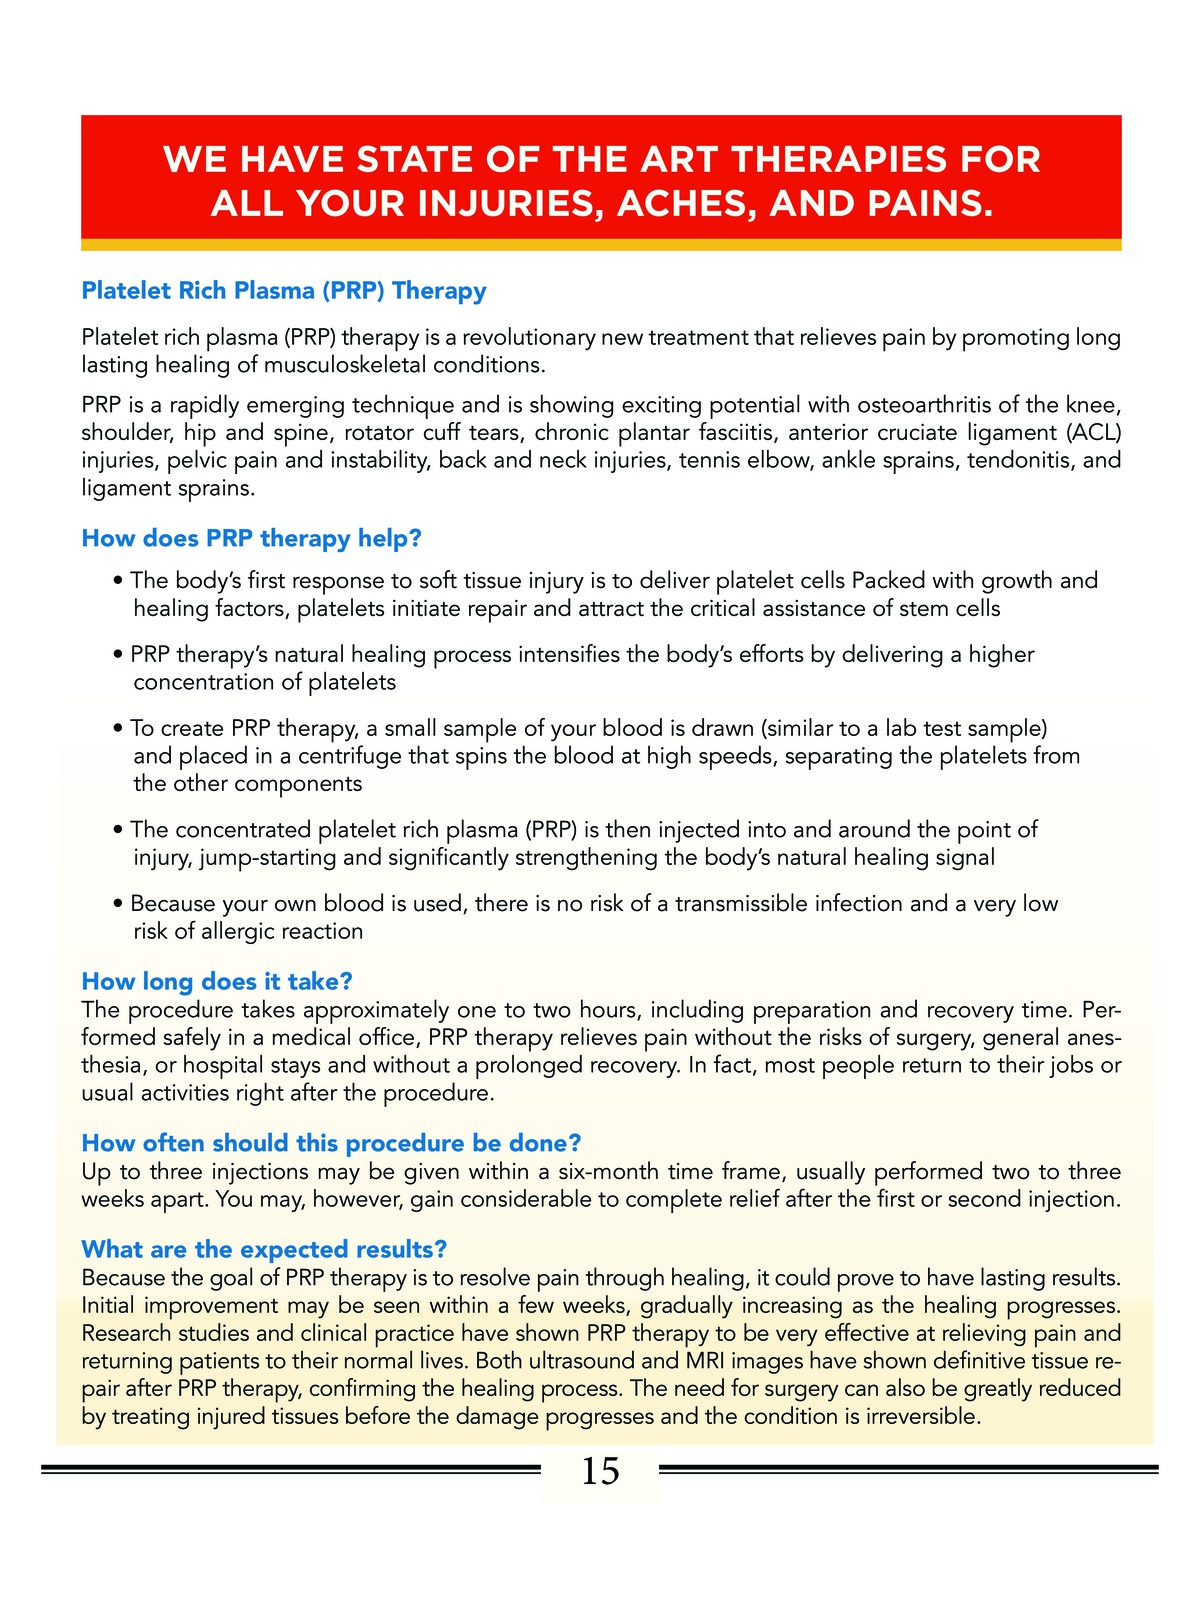 WE HAVE STATE OF THE ART THERAPIES FOR
ALL YOUR INJURIES, ACHES, AND PAINS.
Platelet Rich Plasma (PRP) Therapy
Platelet rich plasma (PRP) therapy is a revolutionary new treatment that relieves pain by promoting long
lasting healing of musculoskeletal conditions.
PRP is a rapidly emerging technique and is showing exciting potential with osteoarthritis of the knee,
shoulder, hip and spine, rotator cuff tears, chronic plantar fasciitis, anterior cruciate ligament (ACL)
injuries, pelvic pain and instability, back and neck injuries, tennis elbow, ankle sprains, tendonitis, and
ligament sprains.
How does PRP therapy help?
• The body’s first response to soft tissue injury is to deliver platelet cells Packed with growth and
healing factors, platelets initiate repair and attract the critical assistance of stem cells
• PRP therapy’s natural healing process intensifies the body’s efforts by delivering a higher
concentration of platelets
• To create PRP therapy, a small sample of your blood is drawn (similar to a lab test sample)
and placed in a centrifuge that spins the blood at high speeds, separating the platelets from
the other components
• The concentrated platelet rich plasma (PRP) is then injected into and around the point of
injury, jump-starting and significantly strengthening the body’s natural healing signal
• Because your own blood is used, there is no risk of a transmissible infection and a very low
risk of allergic reaction
How long does it take?
The procedure takes approximately one to two hours, including preparation and recovery time. Per-
formed safely in a medical office, PRP therapy relieves pain without the risks of surgery, general anes-
thesia, or hospital stays and without a prolonged recovery. In fact, most people return to their jobs or
usual activities right after the procedure.
How often should this procedure be done?
Up to three injections may be given within a six-month time frame, usually performed two to three
weeks apart. You may, however, gain considerable to complete relief after the first or second injection.
What are the expected results?
Because the goal of PRP therapy is to resolve pain through healing, it could prove to have lasting results.
Initial improvement may be seen within a few weeks, gradually increasing as the healing progresses.
Research studies and clinical practice have shown PRP therapy to be very effective at relieving pain and
returning patients to their normal lives. Both ultrasound and MRI images have shown definitive tissue re-
pair after PRP therapy, confirming the healing process. The need for surgery can also be greatly reduced
by treating injured tissues before the damage progresses and the condition is irreversible.
15